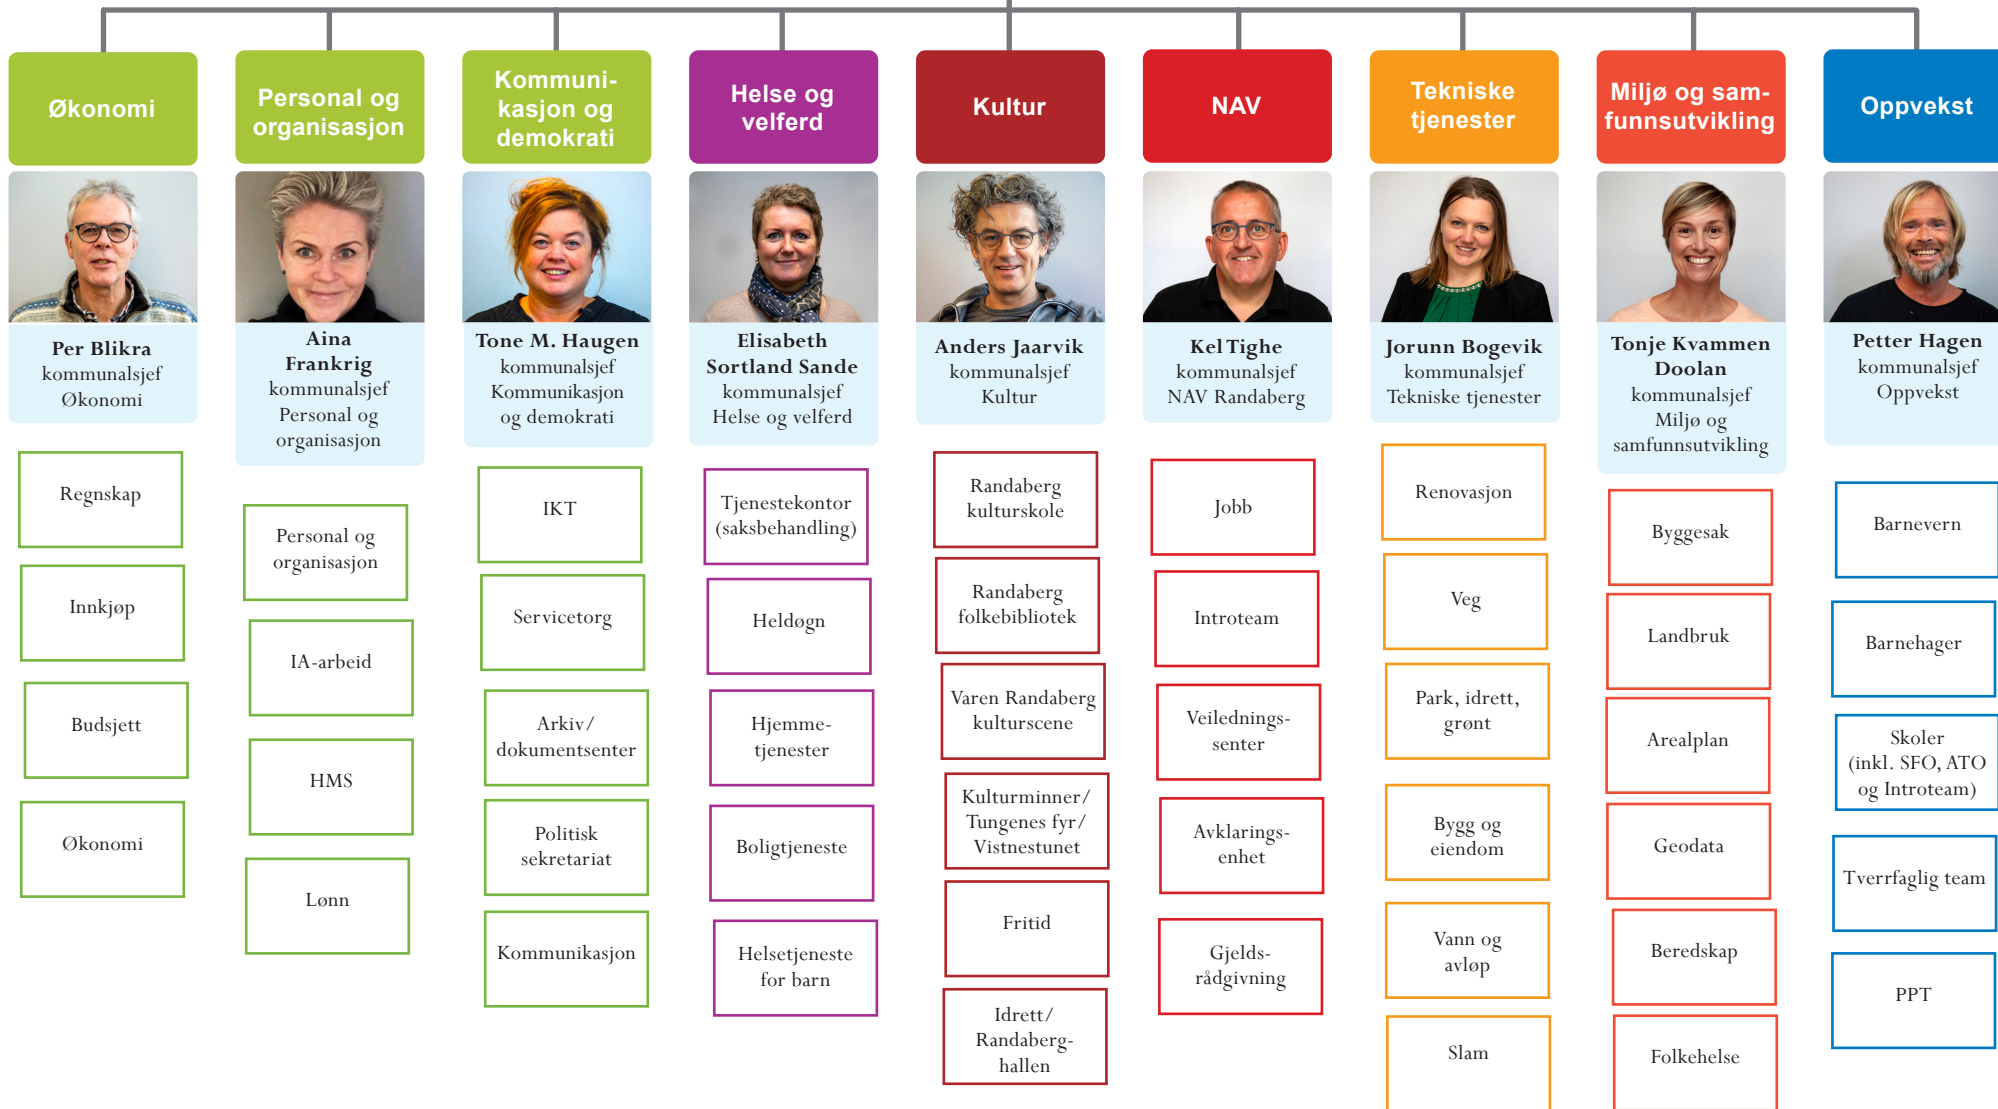 Økonomi
Personal og
organisasjon
Kommuni-
kasjon og
demokrati
Helse og
velferd
Kultur
NAV
Tekniske
tjenester
Miljø og sam-
funnsutvikling
Oppvekst
Per Blikra
kommunalsjef
Økonomi
Aina
Frankrig
kommunalsjef
Personal og
organisasjon
Tone M. Haugen
kommunalsjef
Kommunikasjon
og demokrati
Elisabeth
Sortland Sande
kommunalsjef
Helse og velferd
Anders Jaarvik
kommunalsjef
Kultur
Kel Tighe
kommunalsjef
NAV Randaberg
Jorunn Bogevik
kommunalsjef
Tekniske tjenester
Tonje Kvammen
Doolan
kommunalsjef
Miljø og
samfunnsutvikling
Petter Hagen
kommunalsjef
Oppvekst
Regnskap
Innkjøp
Budsjett
Økonomi
Personal og
organisasjon
IA-arbeid
HMS
Lønn
IKT
Servicetorg
Arkiv/
dokumentsenter
Politisk
sekretariat
Kommunikasjon
Tjenestekontor
(saksbehandling)
Heldøgn
Hjemme-
tjenester
Boligtjeneste
Helsetjeneste
for barn
Randaberg
kulturskole
Randaberg
folkebibliotek
Varen Randaberg
kulturscene
Kulturminner/
Tungenes fyr/
Vistnestunet
Fritid
Idrett/
Randaberg-
hallen
Jobb
Introteam
Veilednings-
senter
Avklarings-
enhet
Gjelds-
rådgivning
Renovasjon
Veg
Park, idrett,
grønt
Bygg og
eiendom
Vann og
avløp
Slam
Byggesak
Landbruk
Arealplan
Geodata
Beredskap
Folkehelse
Barnevern
Barnehager
Skoler
(inkl. SFO, ATO
og Introteam)
Tverrfaglig team
PPT